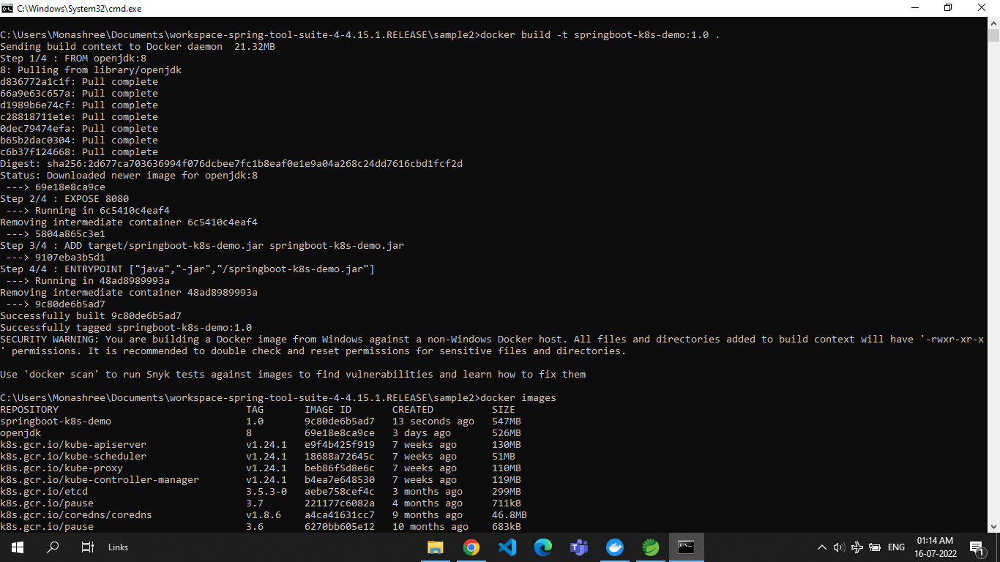 C:\Windows\System32\cmd.exe
C:\Users\Monashree\Documents\workspace-spring-tool-suite-4-4.15.1.RELEASE\sample2>docker build -t springboot-k8s-demo:1.0 .
Sending build context to Docker daemon  21.32MB
Step 1/4 : FROM openjdk:8
8: Pulling from library/openjdk
d836772a1c1f: Pull complete
66a9e63c657a: Pull complete
d1989b6e74cf: Pull complete
c28818711e1e: Pull complete
0dec79474efa: Pull complete
b65b2dac0304: Pull complete
c6b37f124668: Pull complete
Digest: sha256:2d677ca703636994f076dcbee7fc1b8eaf0e1e9a04a268c24dd7616cbd1fcf2d
Status: Downloaded newer image for openjdk:8
 ---> 69e18e8ca9ce
Step 2/4 : EXPOSE 8080
 ---> Running in 6c5410c4eaf4
Removing intermediate container 6c5410c4eaf4
 ---> 5804a865c3e1
Step 3/4 : ADD target/springboot-k8s-demo.jar springboot-k8s-demo.jar
 ---> 9107eba3b5d1
Step 4/4 : ENTRYPOINT ["java","-jar","/springboot-k8s-demo.jar"]
 ---> Running in 48ad8989993a
Removing intermediate container 48ad8989993a
 ---> 9c80de6b5ad7
Successfully built 9c80de6b5ad7
Successfully tagged springboot-k8s-demo:1.0
SECURITY WARNING: You are building a Docker image from Windows against a non-Windows Docker host. All files and directories added to build context will have '-rwxr-xr-x
' permissions. It is recommended to double check and reset permissions for sensitive files and directories.
Use 'docker scan' to run Snyk tests against images to find vulnerabilities and learn how to fix them
C:\Users\Monashree\Documents\workspace-spring-tool-suite-4-4.15.1.RELEASE\sample2>docker images
REPOSITORY                                TAG       IMAGE ID       CREATED          SIZE
springboot-k8s-demo                       1.0       9c80de6b5ad7   13 seconds ago   547MB
openjdk                                   8         69e18e8ca9ce   3 days ago       526MB
k8s.gcr.io/kube-apiserver                 v1.24.1   e9f4b425f919   7 weeks ago      130MB
k8s.gcr.io/kube-scheduler                 v1.24.1   18688a72645c   7 weeks ago      51MB
k8s.gcr.io/kube-proxy                     v1.24.1   beb86f5d8e6c   7 weeks ago      110MB
k8s.gcr.io/kube-controller-manager        v1.24.1   b4ea7e648530   7 weeks ago      119MB
k8s.gcr.io/etcd                           3.5.3-0   aebe758cef4c   3 months ago     299MB
k8s.gcr.io/pause                          3.7       221177c6082a   4 months ago     711kB
k8s.gcr.io/coredns/coredns                v1.8.6    a4ca41631cc7   9 months ago     46.8MB
k8s.gcr.io/pause                          3.6       6270bb605e12   10 months ago    683kB
Links
ENG
01:14 AM
16-07-2022
1